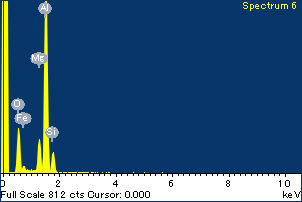 Spectrum 6
Al
Mg
O
Fe
Si
0 2 4 6 8 10
Full Scale 812 cts Cursor: 0.000 keV